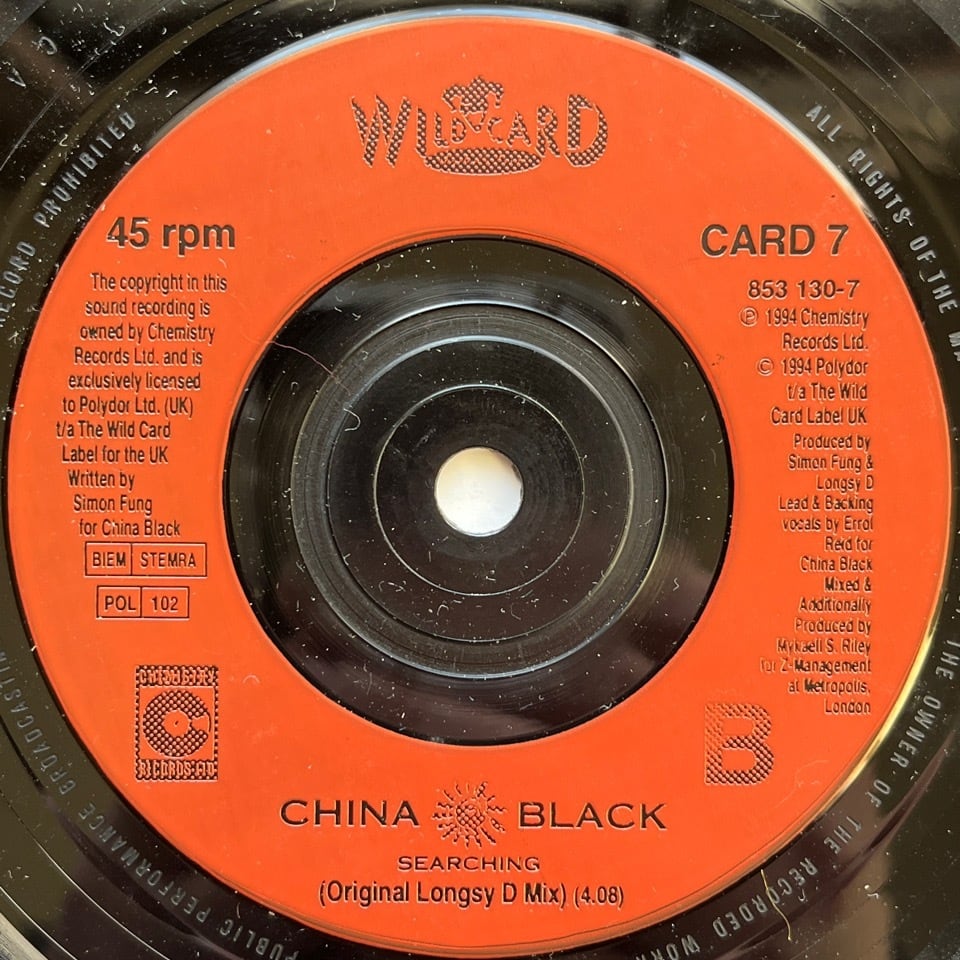 WILDCARD
45 rpm
The copyright in this
sound recording is
owned by Chemistry
Records Ltd. and is
exclusively licensed
to Polydor Ltd. (UK)
t/a The Wild Card
Label for the UK
Written by
Simon Fung
for China Black
BIEM STEMRA
POL 102
CHEMISTRY
RECORDS LTD
CARD 7
853 130-7
℗ 1994 Chemistry
Records Ltd.
© 1994 Polydor
t/a The Wild
Card Label UK
Produced by
Simon Fung &
Longsy D
Lead & Backing
vocals by Errol
Reid for
China Black
Mixed &
Additionally
Produced by
Mykaell S. Riley
for Z-Management
at Metropolis,
London
B
CHINA BLACK
SEARCHING
(Original Longsy D Mix) (4.08)
ALL RIGHTS OF THE
THE OWNER OF THE RECORDED WORK
PUBLIC PERFORMANCE BROADCASTIN
RECORD PROHIBITED